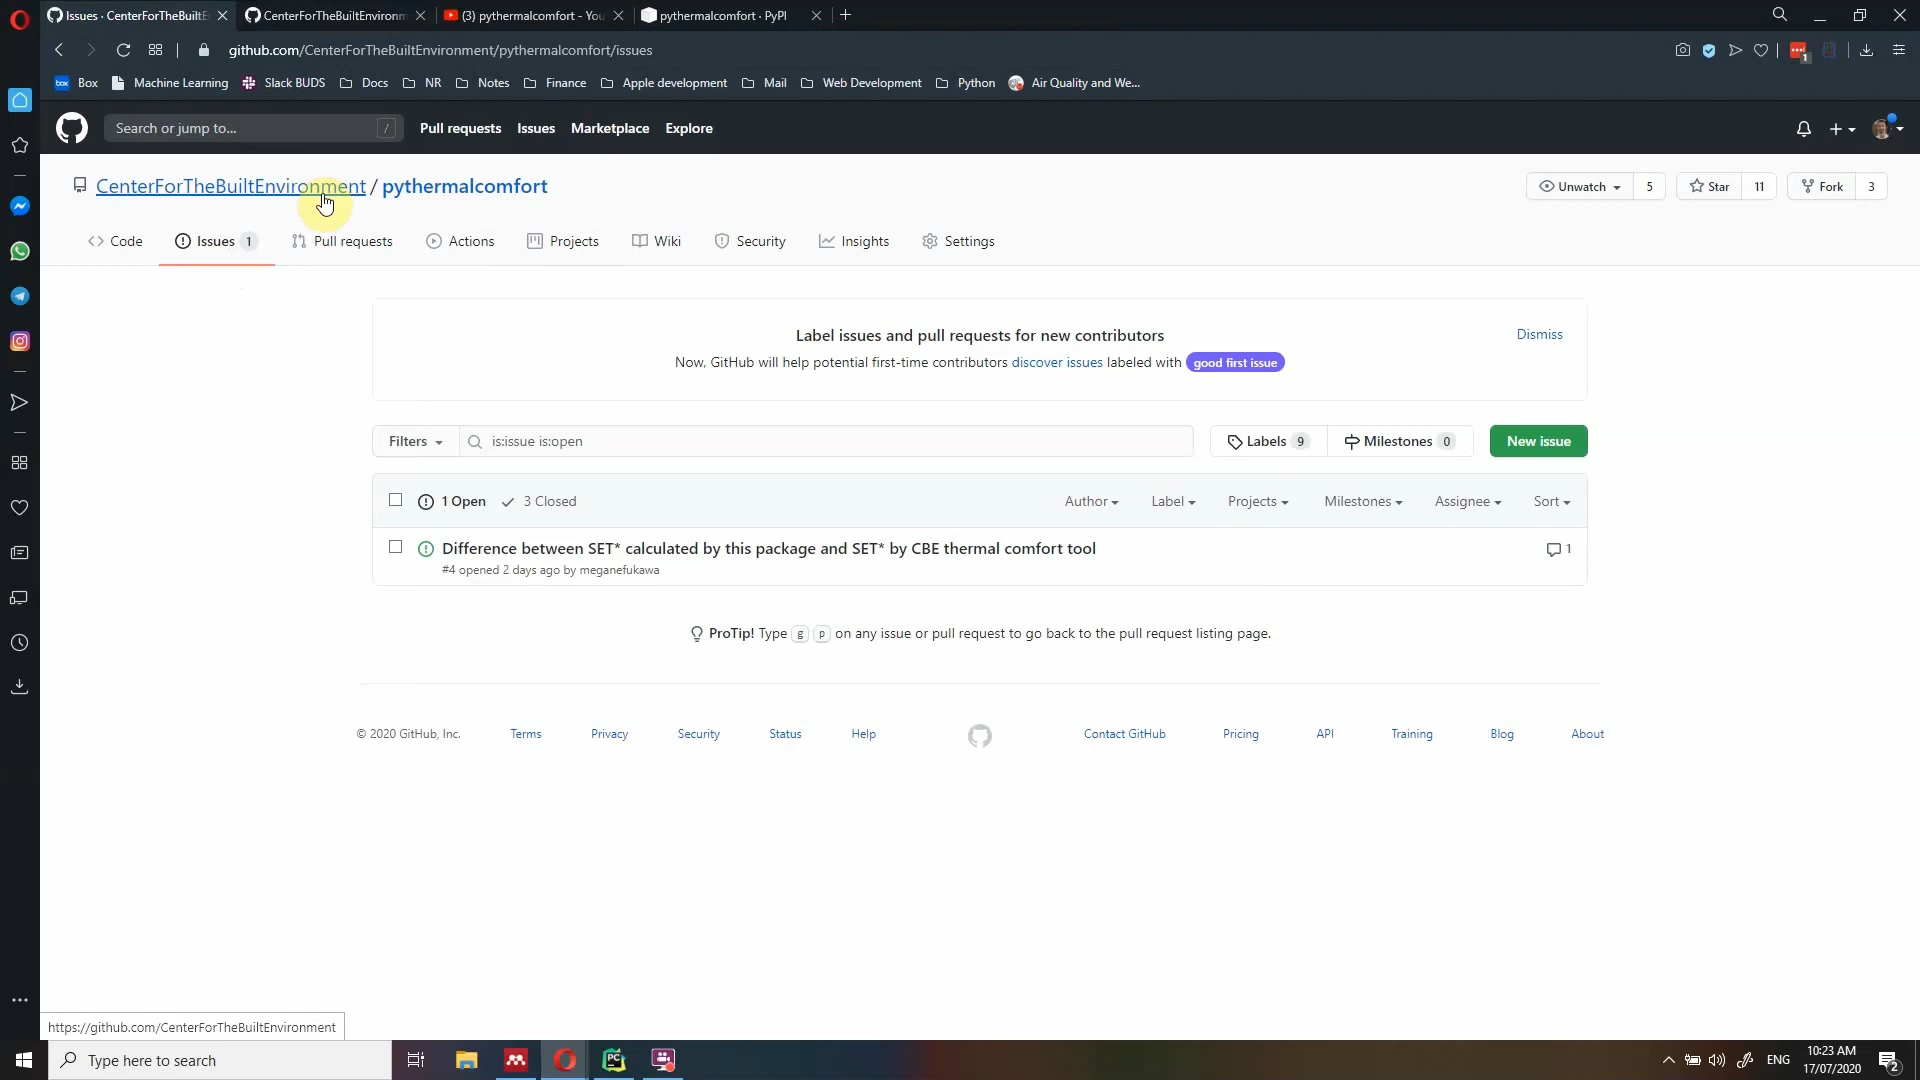 Issues · CenterForTheBuiltE
CenterForTheBuiltEnvironm
(3) pythermalcomfort - You
pythermalcomfort · PyPI
github.com/CenterForTheBuiltEnvironment/pythermalcomfort/issues
1
box Box
Machine Learning
Slack BUDS
Docs
NR
Notes
Finance
Apple development
Mail
Web Development
Python
Air Quality and We...
Search or jump to...
/
Pull requests
Issues
Marketplace
Explore
CenterForTheBuiltEnvironment / pythermalcomfort
Unwatch 5
Star 11
Fork 3
Code
Issues 1
Pull requests
Actions
Projects
Wiki
Security
Insights
Settings
Label issues and pull requests for new contributors
Dismiss
Now, GitHub will help potential first-time contributors discover issues labeled with good first issue
Filters
is:issue is:open
Labels 9
Milestones 0
New issue
1 Open
3 Closed
Author
Label
Projects
Milestones
Assignee
Sort
Difference between SET* calculated by this package and SET* by CBE thermal comfort tool
1
#4 opened 2 days ago by meganefukawa
ProTip! Type g p on any issue or pull request to go back to the pull request listing page.
© 2020 GitHub, Inc.
Terms
Privacy
Security
Status
Help
Contact GitHub
Pricing
API
Training
Blog
About
https://github.com/CenterForTheBuiltEnvironment
Type here to search
PC
ENG
10:23 AM
17/07/2020
2